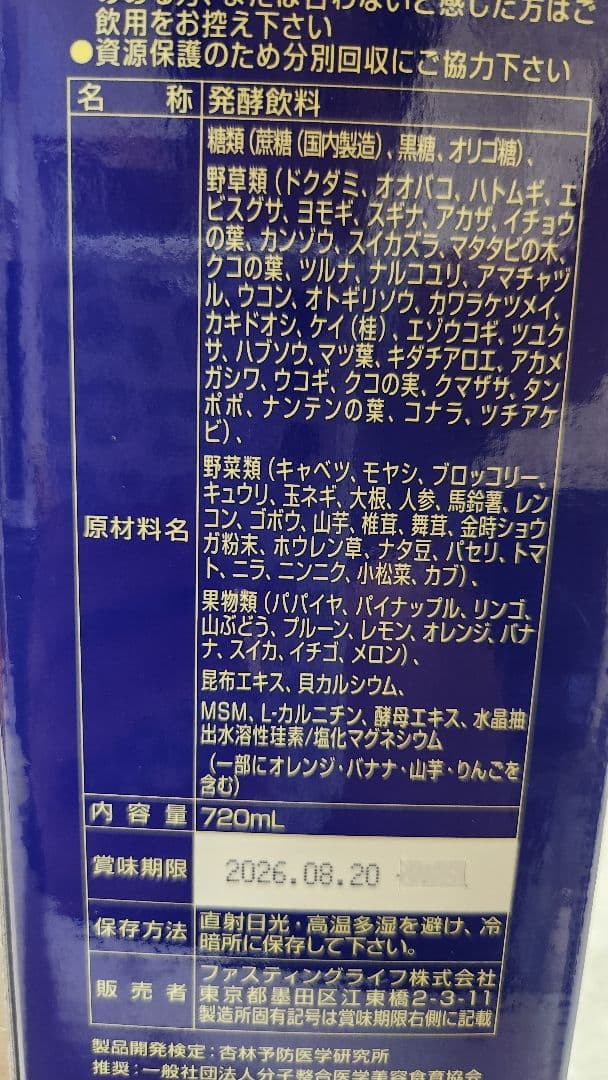 飲用をお控え下さい
●資源保護のため分別回収にご協力下さい
名 称 発酵飲料
原材料名
糖類（蔗糖（国内製造）、黒糖、オリゴ糖）、
野草類（ドクダミ、オオバコ、ハトムギ、エ
ビスグサ、ヨモギ、スギナ、アカザ、イチョウ
の葉、カンゾウ、スイカズラ、マタタビの木、
クコの葉、ツルナ、ナルコユリ、アマチャヅ
ル、ウコン、オトギリソウ、カワラケツメイ、
カキドオシ、ケイ（桂）、エゾウコギ、ツユク
サ、ハブソウ、マツ葉、キダチアロエ、アカメ
ガシワ、ウコギ、クコの実、クマザサ、タン
ポポ、ナンテンの葉、コナラ、ツチアケ
ビ）、
野菜類（キャベツ、モヤシ、ブロッコリー、
キュウリ、玉ネギ、大根、人参、馬鈴薯、レン
コン、ゴボウ、山芋、椎茸、舞茸、金時ショウ
ガ粉末、ホウレン草、ナタ豆、パセリ、トマ
ト、ニラ、ニンニク、小松菜、カブ）、
果物類（パパイヤ、パイナップル、リンゴ、
山ぶどう、プルーン、レモン、オレンジ、バナ
ナ、スイカ、イチゴ、メロン）、
昆布エキス、貝カルシウム、
MSM、L-カルニチン、酵母エキス、水晶抽
出水溶性珪素/塩化マグネシウム
（一部にオレンジ・バナナ・山芋・りんごを
含む）
内容量 720mL
賞味期限 2026.08.20
保存方法 直射日光・高温多湿を避け、冷
暗所に保存して下さい。
販売者 ファスティングライフ株式会社
東京都墨田区江東橋2-3-11
製造所固有記号は賞味期限右側に記載
製品開発検定：杏林予防医学研究所
推奨：一般社団法人分子整合医学美容食育協会